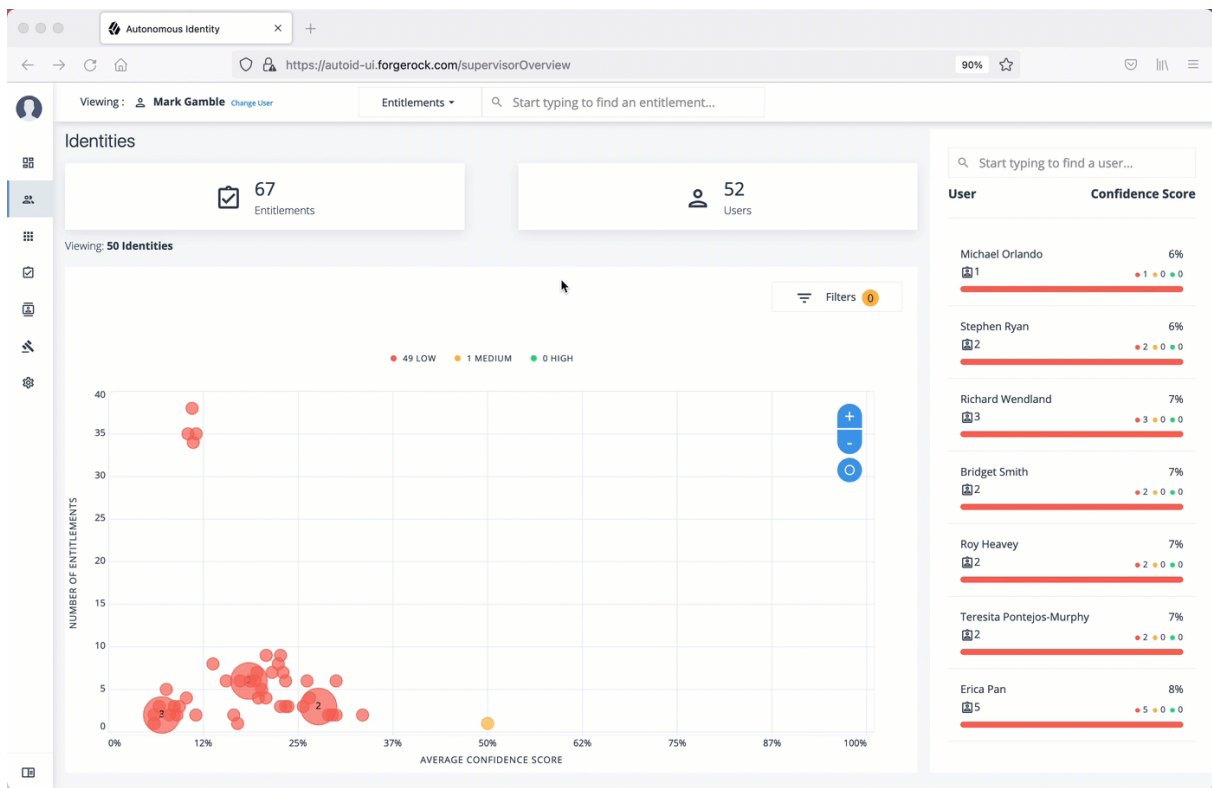 Autonomous Identity
https://autoid-ui.forgerock.com/supervisorOverview
90%
Viewing : Mark Gamble Change User
Entitlements
Start typing to find an entitlement...
Identities
67
Entitlements
52
Users
Viewing: 50 Identities
Filters 0
49 LOW 1 MEDIUM 0 HIGH
NUMBER OF ENTITLEMENTS
40
35
30
25
20
15
10
5
0
3
2
0% 12% 25% 37% 50% 62% 75% 87% 100%
AVERAGE CONFIDENCE SCORE
Start typing to find a user...
User Confidence Score
Michael Orlando 6%
1 1 0 0
Stephen Ryan 6%
2 2 0 0
Richard Wendland 7%
3 3 0 0
Bridget Smith 7%
2 2 0 0
Roy Heavey 7%
2 2 0 0
Teresita Pontejos-Murphy 7%
2 2 0 0
Erica Pan 8%
5 5 0 0